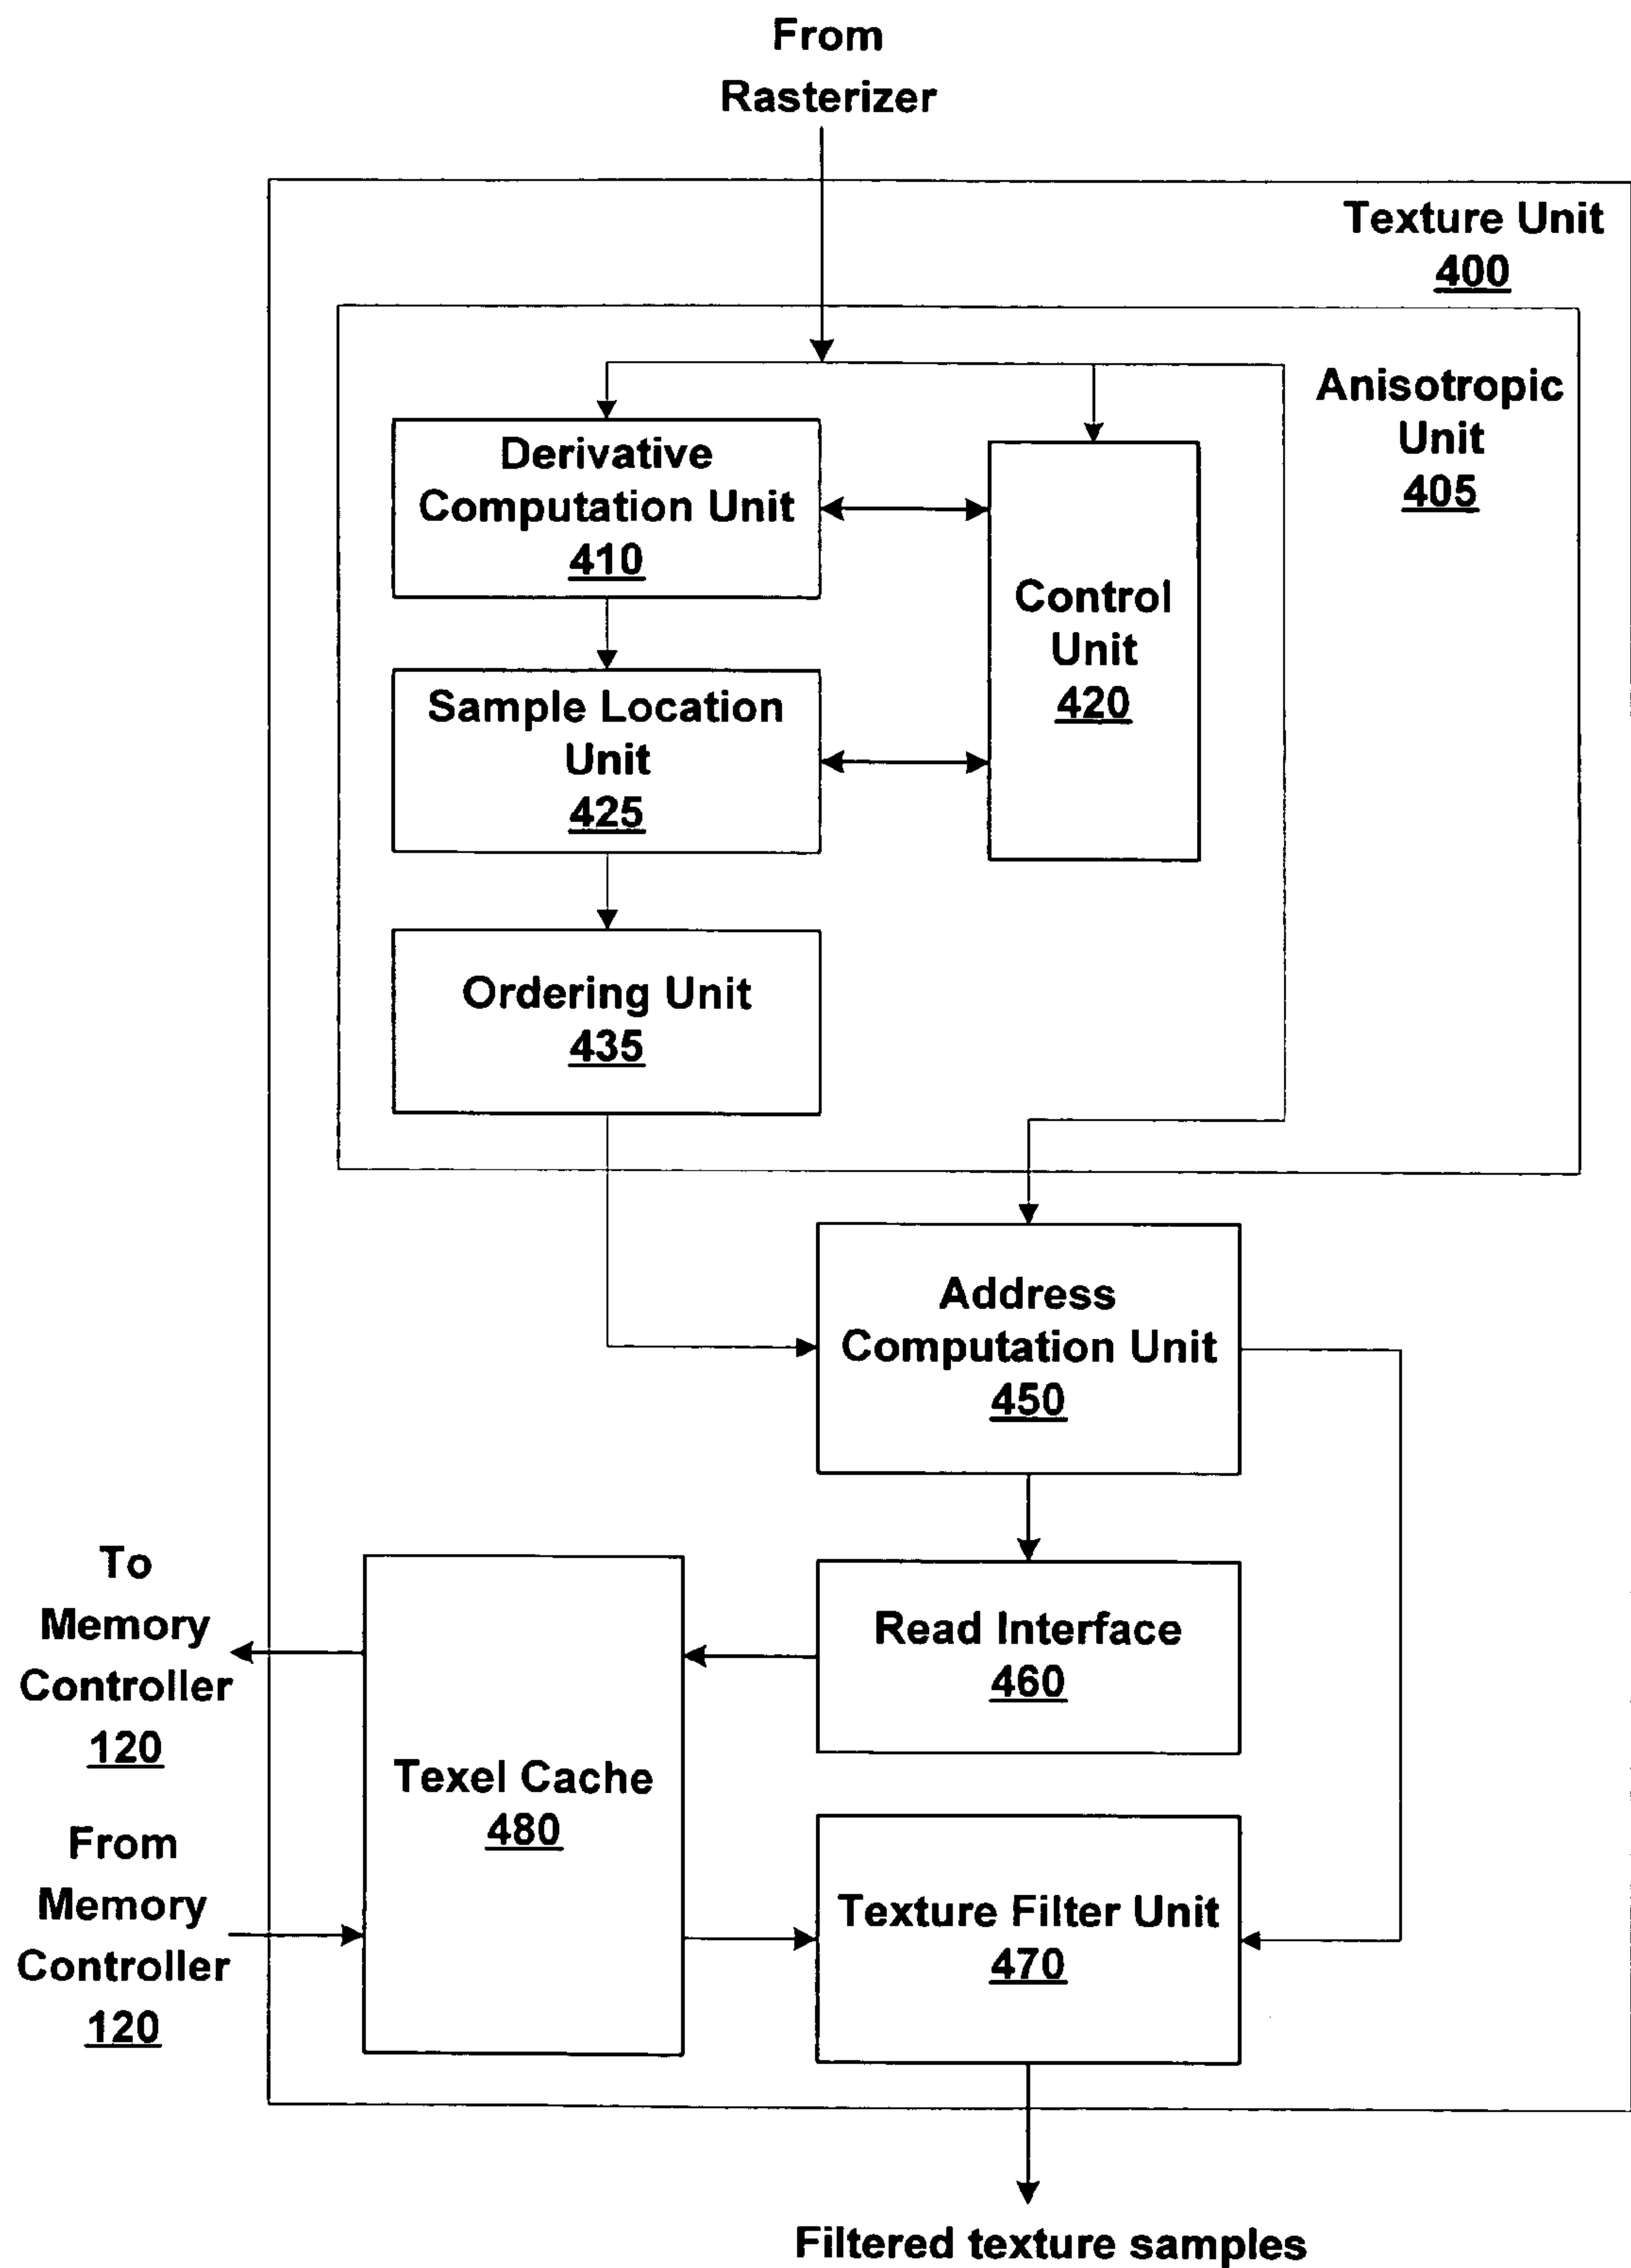 From
Rasterizer
Texture Unit
400
Anisotropic
Unit
405
Derivative
Computation Unit
410
Control
Unit
420
Sample Location
Unit
425
Ordering Unit
435
Address
Computation Unit
450
To
Memory
Controller
120
Read Interface
460
Texel Cache
480
From
Memory
Controller
120
Texture Filter Unit
470
Filtered texture samples